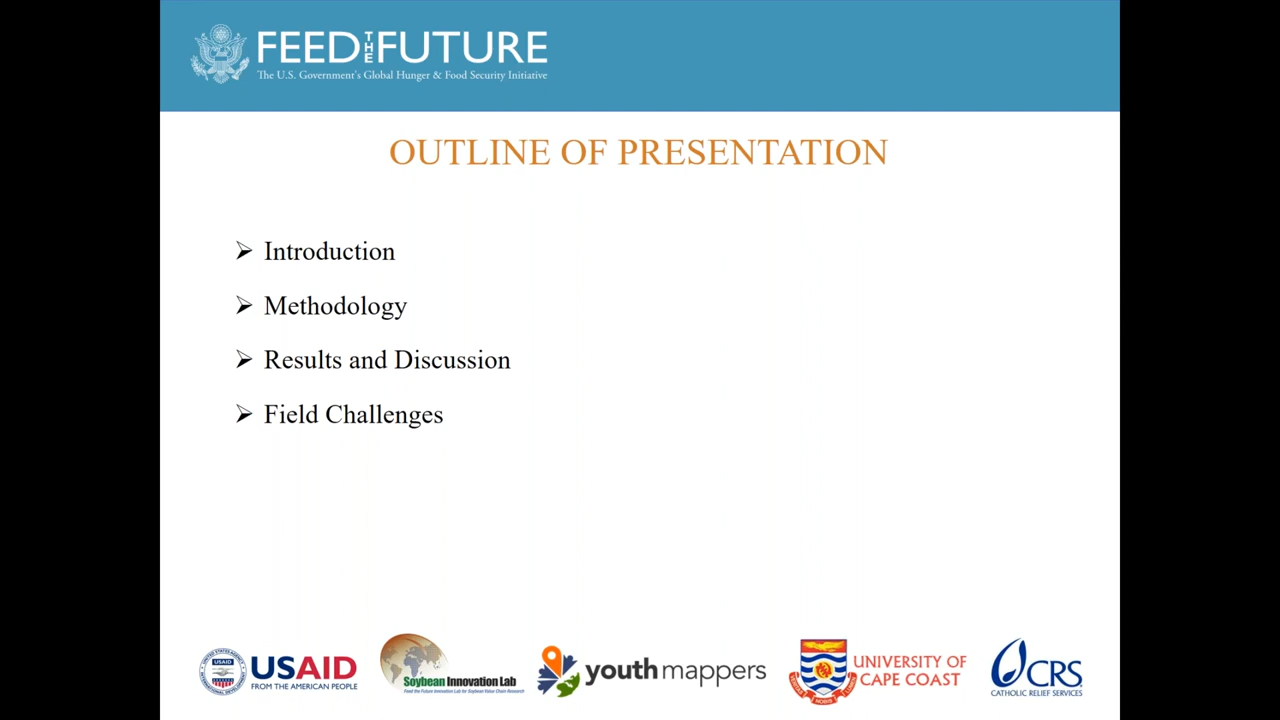 FEED THE FUTURE
The U.S. Government's Global Hunger & Food Security Initiative
OUTLINE OF PRESENTATION
Introduction
Methodology
Results and Discussion
Field Challenges
USAID
USAID
FROM THE AMERICAN PEOPLE
Soybean Innovation Lab
Feed the Future Innovation Lab for Soybean Value Chain Research
youthmappers
UNIVERSITY OF
CAPE COAST
CRS
CATHOLIC RELIEF SERVICES